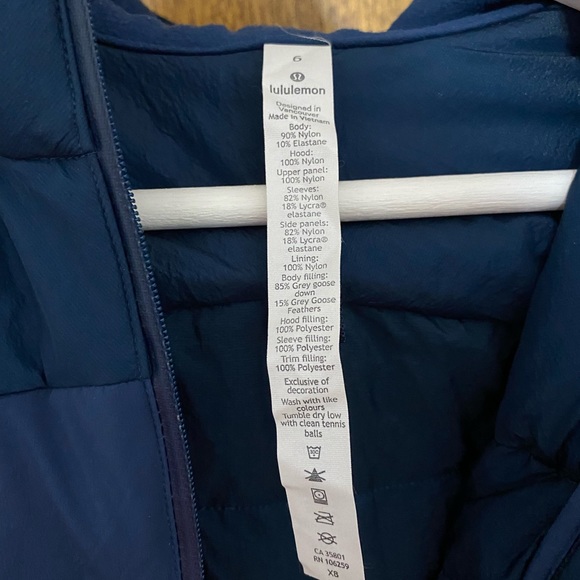 6
lululemon
Designed in
Vancouver
Made in Vietnam
Body:
90% Nylon
10% Elastane
Hood:
100% Nylon
Upper panel:
100% Nylon
Sleeves:
82% Nylon
18% Lycra®
elastane
Side panels:
82% Nylon
18% Lycra®
elastane
Lining:
100% Nylon
Body filling:
85% Grey goose
down
15% Grey Goose
Feathers
Hood filling:
100% Polyester
Sleeve filling:
100% Polyester
Trim filling:
100% Polyester
Exclusive of
decoration
Wash with like
colours
Tumble dry low
with clean tennis
balls
CA 35801
RN 106259
XB